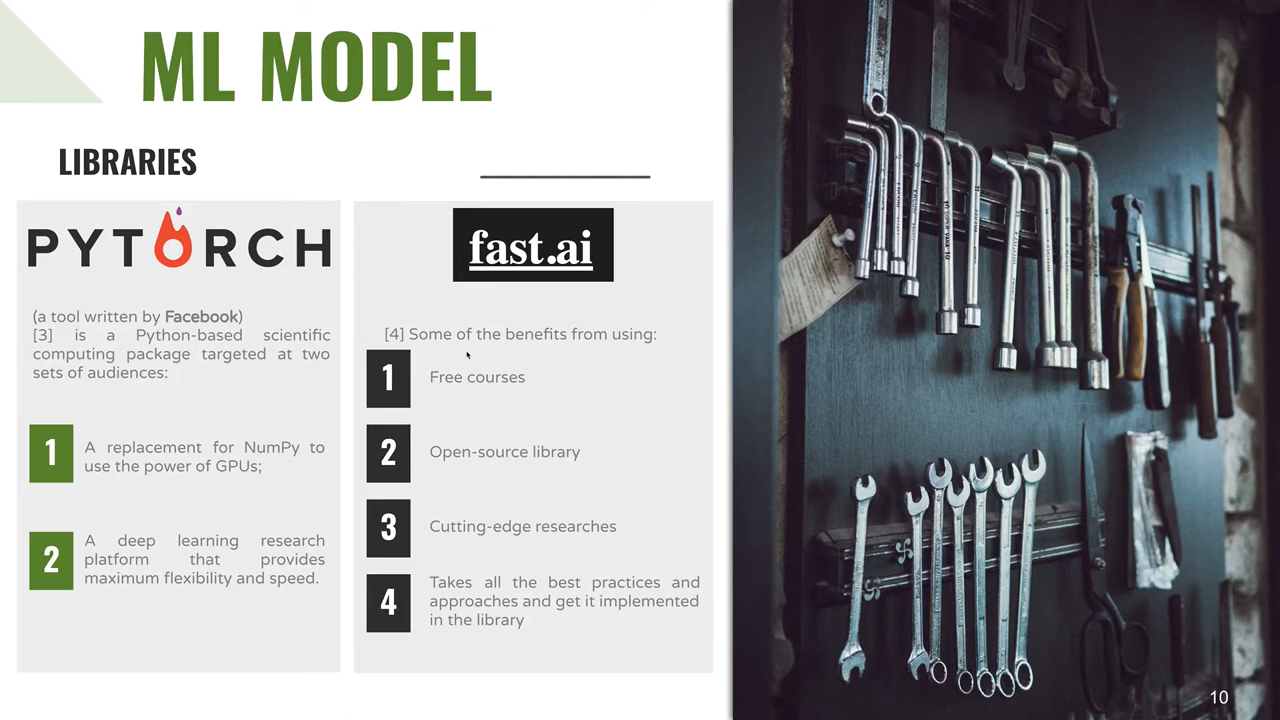 ML MODEL
LIBRARIES
PYTORCH
(a tool written by Facebook)
[3] is a Python-based scientific
computing package targeted at two
sets of audiences:
1
A replacement for NumPy to
use the power of GPUs;
2
A deep learning research
platform that provides
maximum flexibility and speed.
fast.ai
[4] Some of the benefits from using:
1
Free courses
2
Open-source library
3
Cutting-edge researches
4
Takes all the best practices and
approaches and get it implemented
in the library
10